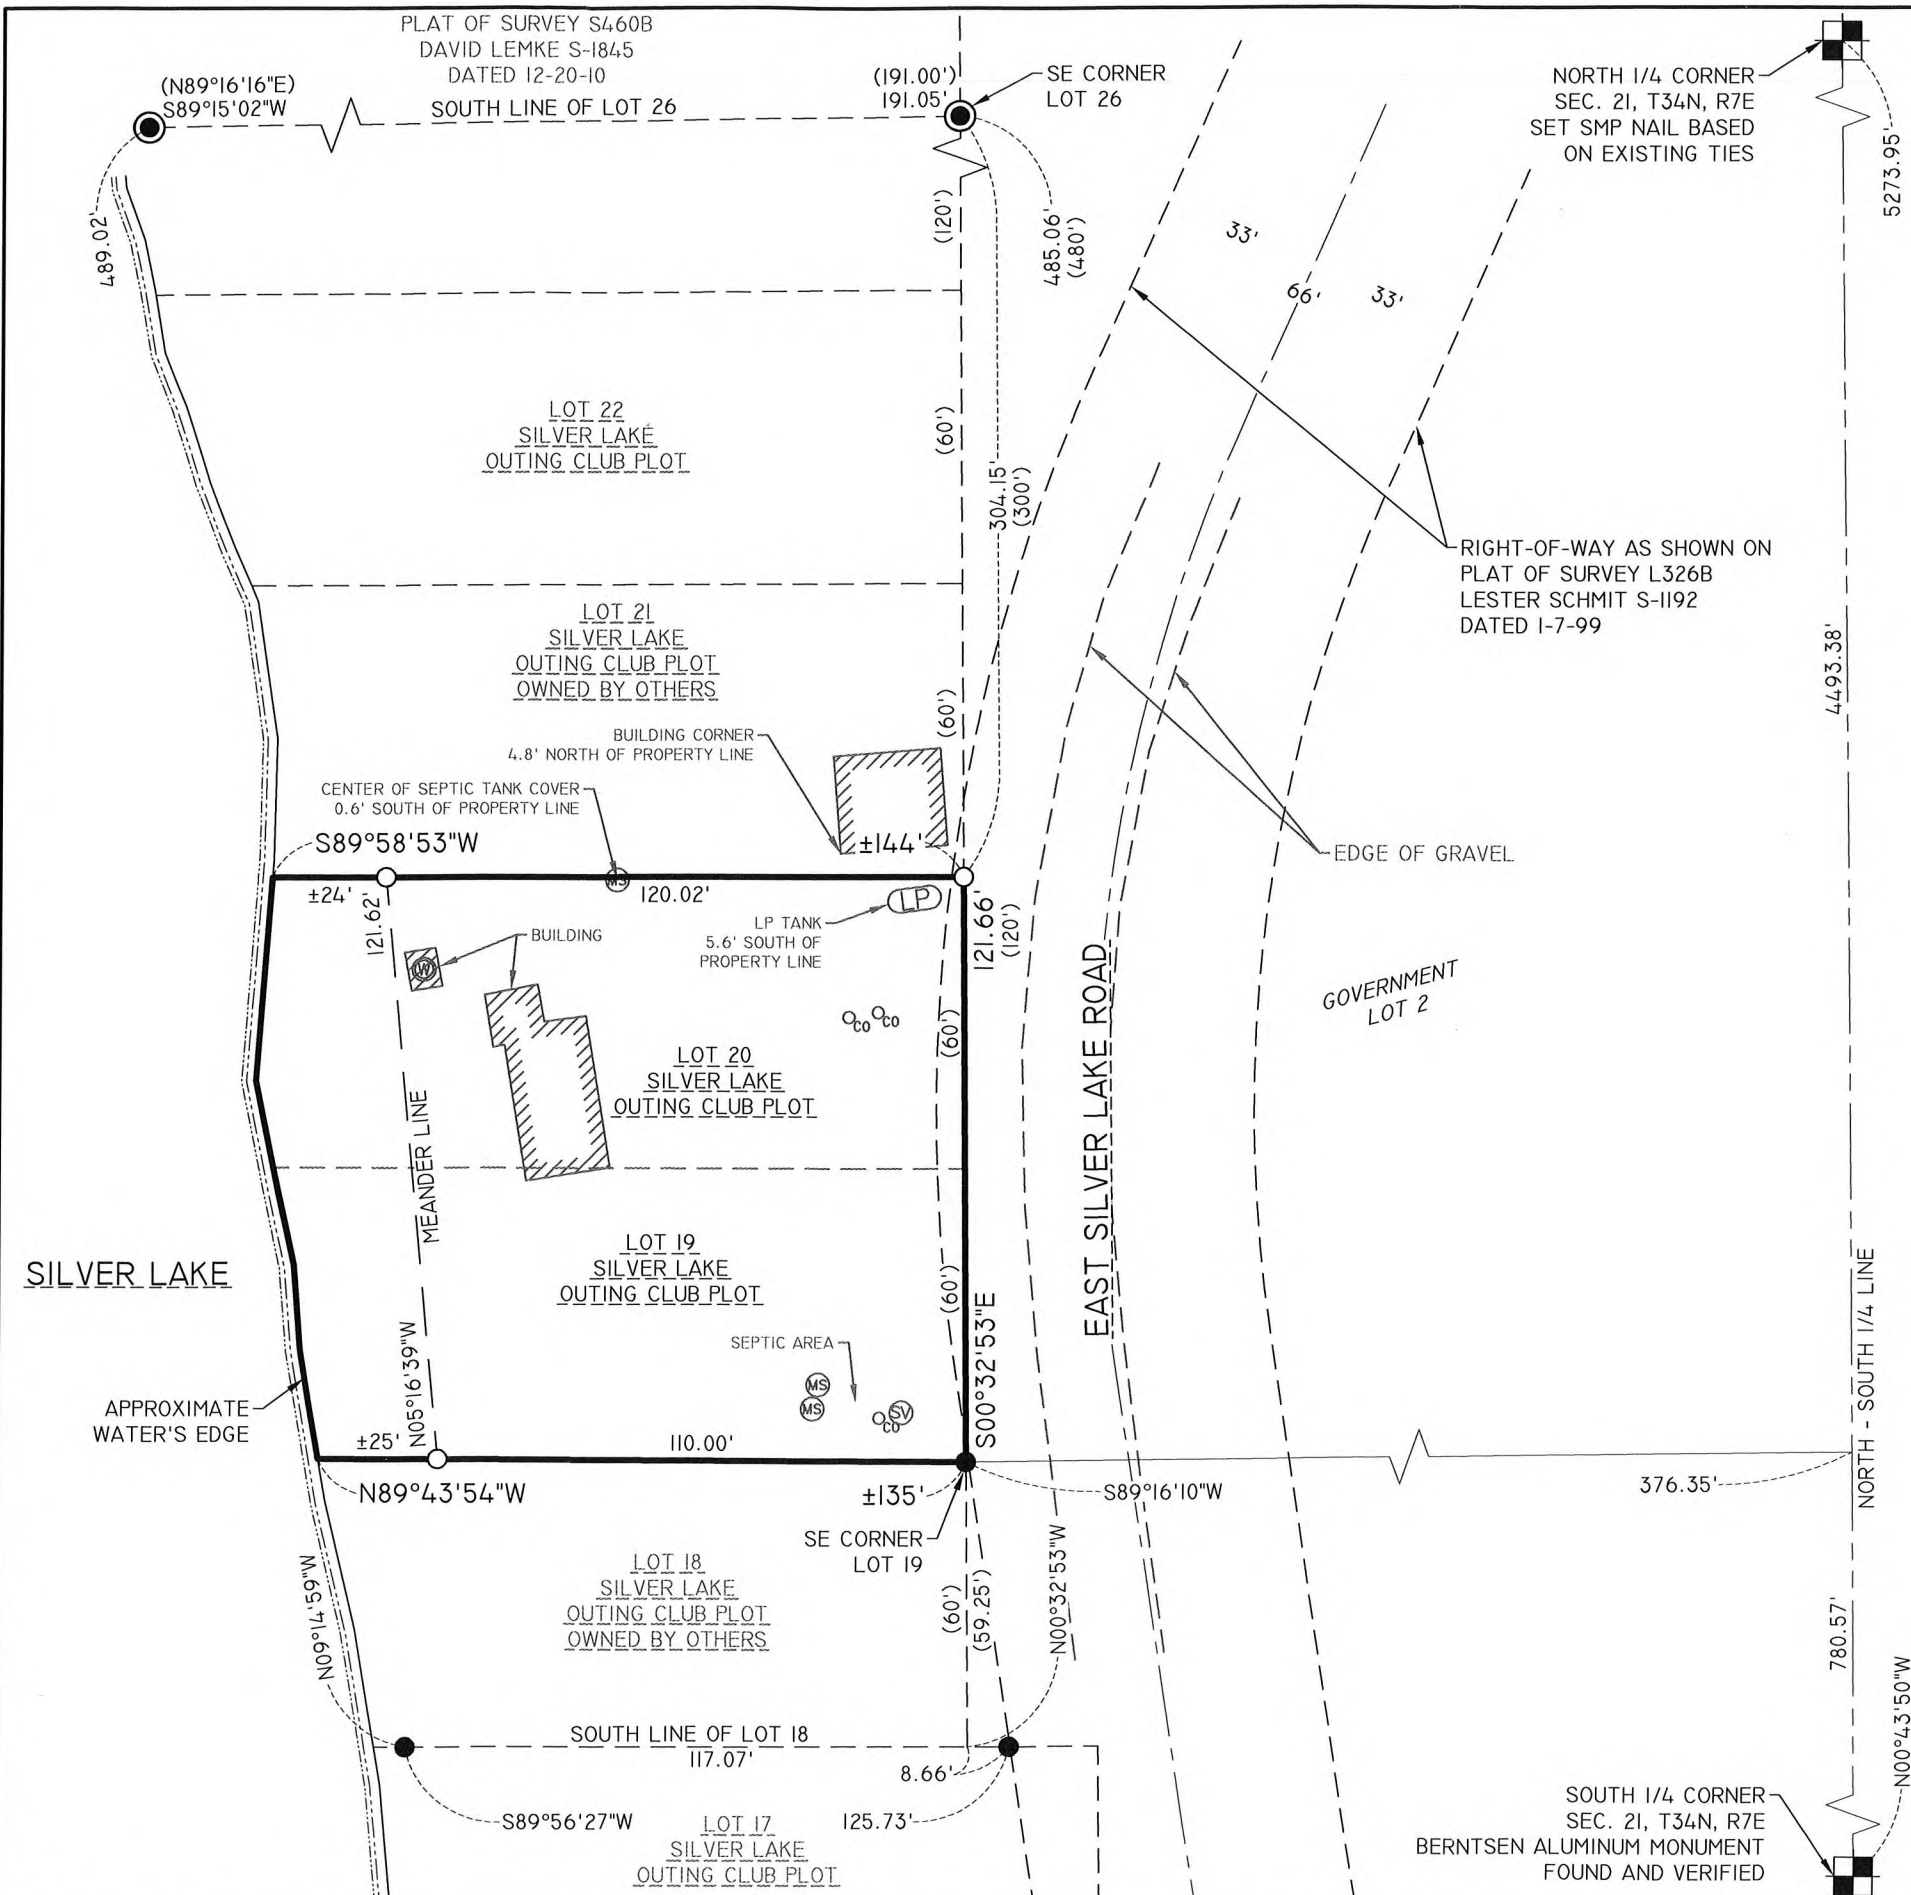 PLAT OF SURVEY S460B
DAVID LEMKE S-1845
DATED 12-20-10
(N89°16'16"E)
S89°15'02"W
SOUTH LINE OF LOT 26
(191.00')
191.05'
SE CORNER
LOT 26
NORTH 1/4 CORNER
SEC. 21, T34N, R7E
SET SMP NAIL BASED
ON EXISTING TIES
5273.95'
489.02'
(120')
485.06'
(480')
33'
66'
33'
LOT 22
SILVER LAKE
OUTING CLUB PLOT
(60')
304.15'
(300')
RIGHT-OF-WAY AS SHOWN ON
PLAT OF SURVEY L326B
LESTER SCHMIT S-1192
DATED 1-7-99
4493.38'
LOT 21
SILVER LAKE
OUTING CLUB PLOT
OWNED BY OTHERS
(60')
BUILDING CORNER
4.8' NORTH OF PROPERTY LINE
CENTER OF SEPTIC TANK COVER
0.6' SOUTH OF PROPERTY LINE
S89°58'53"W
±144'
EDGE OF GRAVEL
±24'
MS
120.02'
LP
121.62'
LP TANK
5.6' SOUTH OF
PROPERTY LINE
121.66'
(120')
BUILDING
W
GOVERNMENT
LOT 2
CO
CO
(60')
EAST SILVER LAKE ROAD
LOT 20
SILVER LAKE
OUTING CLUB PLOT
MEANDER LINE
LOT 19
SILVER LAKE
OUTING CLUB PLOT
(60')
SILVER LAKE
S00°32'53"E
NORTH - SOUTH 1/4 LINE
SEPTIC AREA
MS
MS
SV
CO
N05°16'39"W
APPROXIMATE
WATER'S EDGE
±25'
110.00'
N89°43'54"W
±135'
S89°16'10"W
376.35'
SE CORNER
LOT 19
LOT 18
SILVER LAKE
OUTING CLUB PLOT
OWNED BY OTHERS
(60')
(59.25')
N00°32'53"W
N09°14'59"W
780.57'
N00°43'50"W
SOUTH LINE OF LOT 18
117.07'
8.66'
S89°56'27"W
125.73'
LOT 17
SILVER LAKE
OUTING CLUB PLOT
SOUTH 1/4 CORNER
SEC. 21, T34N, R7E
BERNTSEN ALUMINUM MONUMENT
FOUND AND VERIFIED